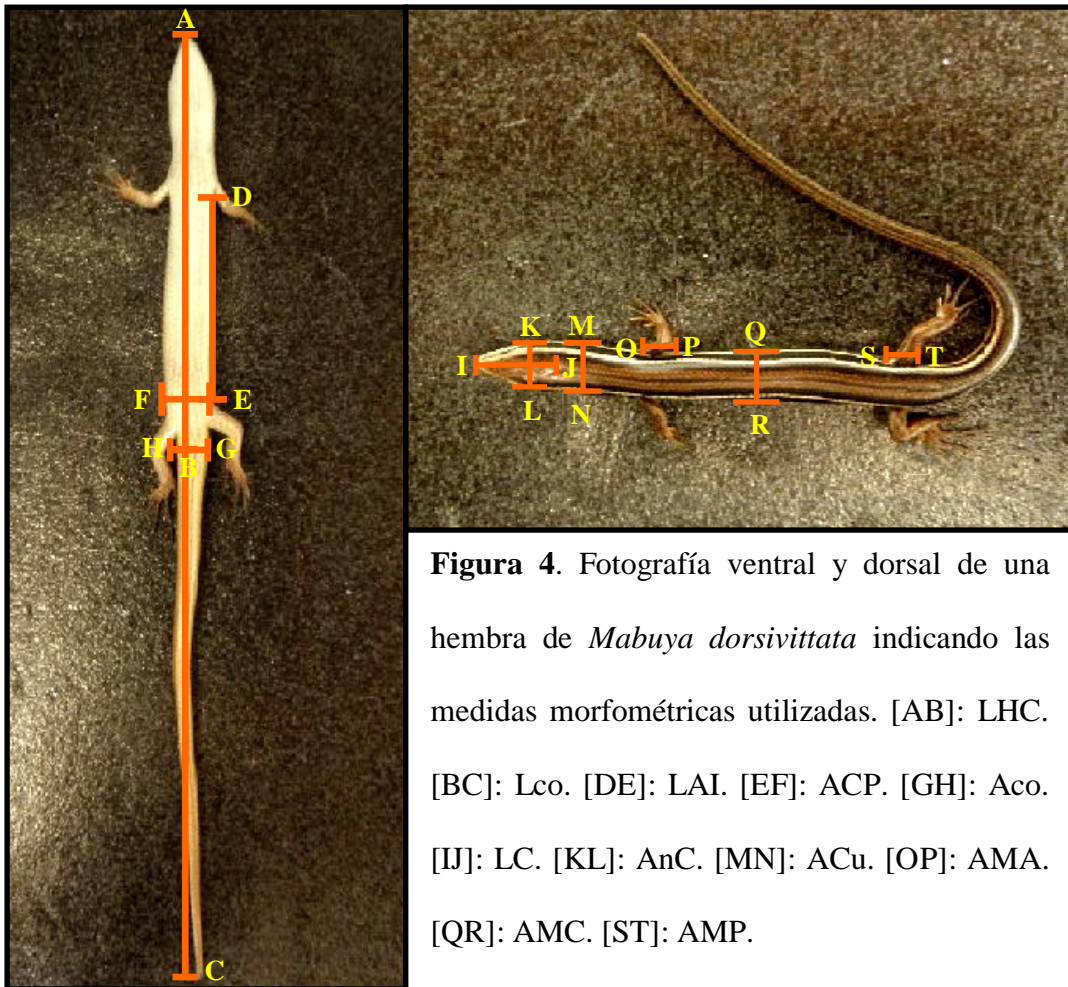 A
D
F
E
H
G
B
C
K
M
Q
O
P
S
T
I
J
L
N
R
Figura 4. Fotografía ventral y dorsal de una
hembra de Mabuya dorsivittata indicando las
medidas morfométricas utilizadas. [AB]: LHC.
[BC]: Lco. [DE]: LAI. [EF]: ACP. [GH]: Aco.
[IJ]: LC. [KL]: AnC. [MN]: ACu. [OP]: AMA.
[QR]: AMC. [ST]: AMP.